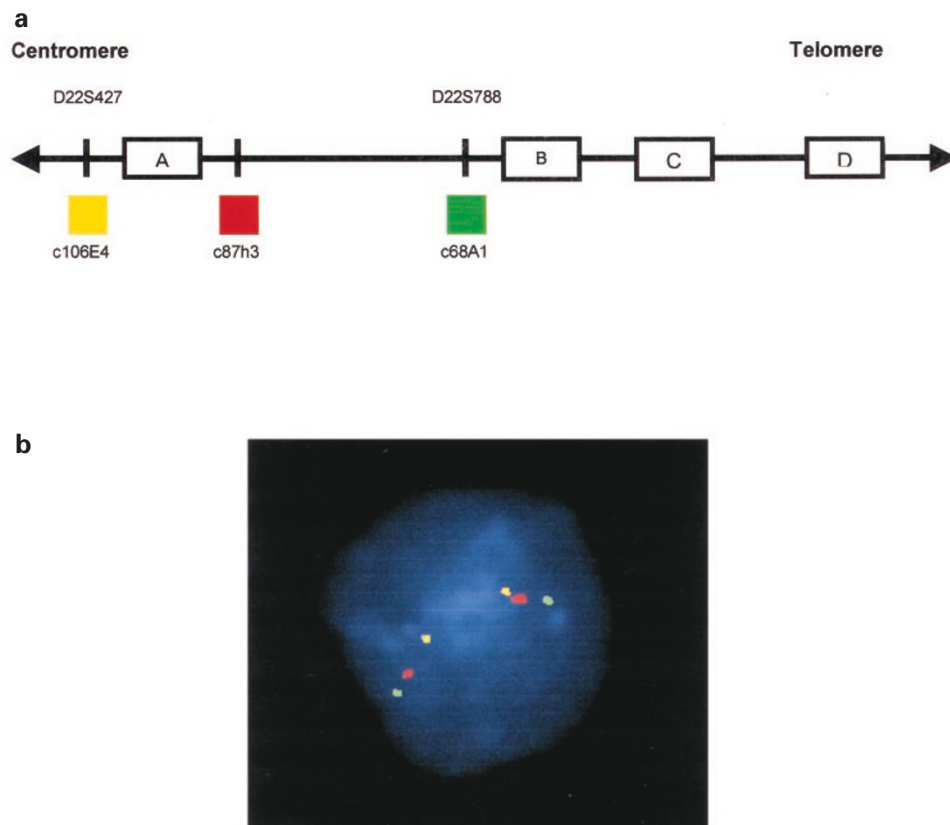 a
Centromere Telomere
D22S427 D22S788
A B C D
c106E4 c87h3 c68A1
b